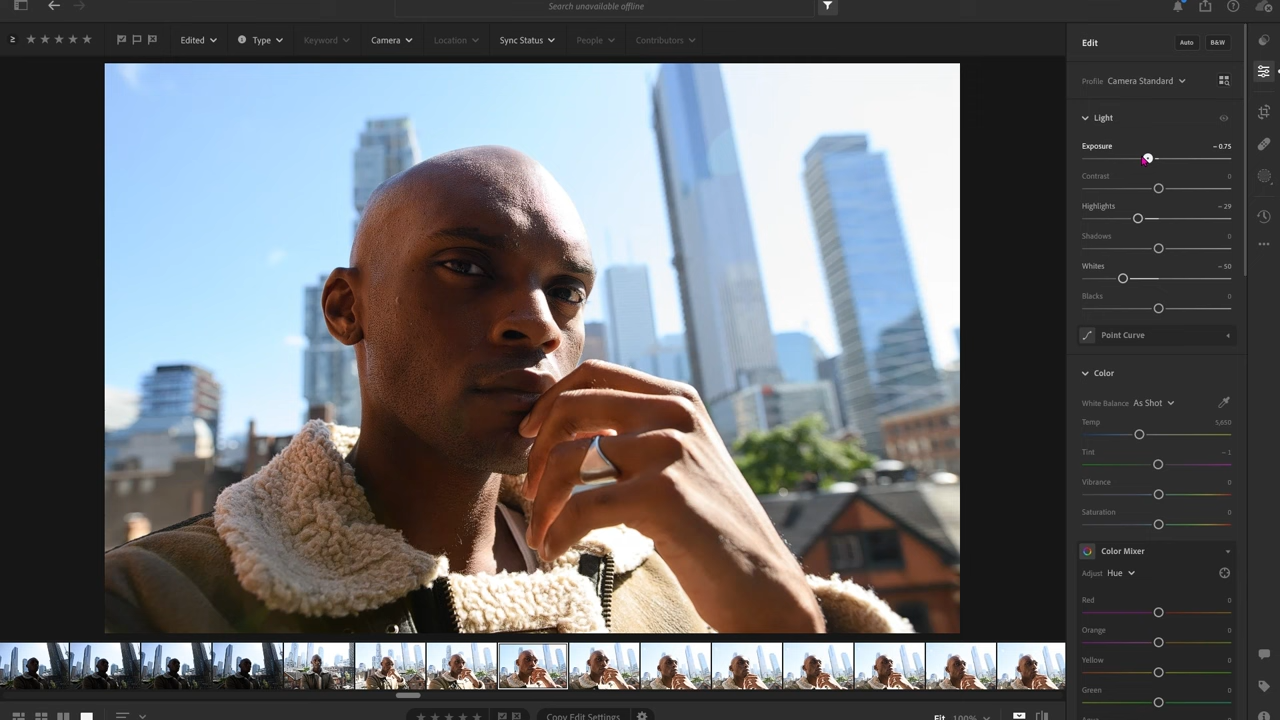 Search unavailable offline
≥ Edited Type Keyword Camera Location Sync Status People Contributors
Edit Auto B&W
Profile Camera Standard
Light
Exposure − 0.75
Contrast 0
Highlights − 29
Shadows 0
Whites − 50
Blacks 0
Point Curve
Color
White Balance As Shot
Temp 5,650
Tint − 1
Vibrance 0
Saturation 0
Color Mixer
Adjust Hue
Red 0
Orange 0
Yellow 0
Green 0
Copy Edit Settings
Fit 100%